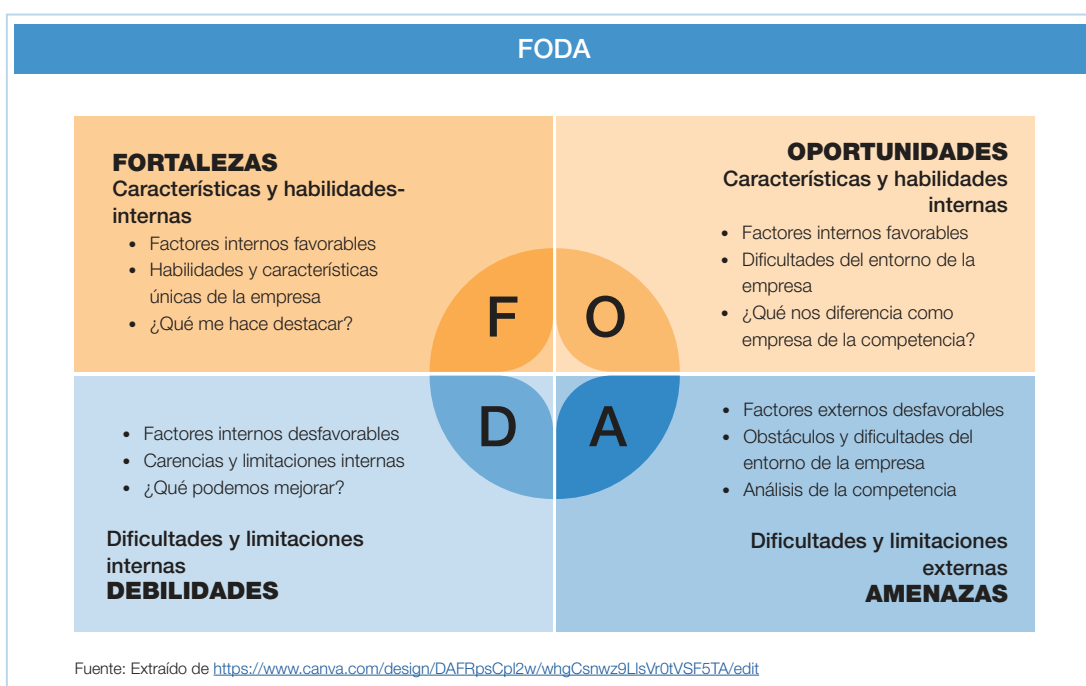 FODA
FORTALEZAS
Características y habilidades-
internas
• Factores internos favorables
• Habilidades y características
únicas de la empresa
• ¿Qué me hace destacar?
OPORTUNIDADES
Características y habilidades
internas
• Factores internos favorables
• Dificultades del entorno de la
empresa
• ¿Qué nos diferencia como
empresa de la competencia?
F
O
D
A
• Factores internos desfavorables
• Carencias y limitaciones internas
• ¿Qué podemos mejorar?
Dificultades y limitaciones
internas
DEBILIDADES
• Factores externos desfavorables
• Obstáculos y dificultades del
entorno de la empresa
• Análisis de la competencia
Dificultades y limitaciones
externas
AMENAZAS
Fuente: Extraído de https://www.canva.com/design/DAFRpsCpl2w/whgCsnwz9LlsVr0tVSF5TA/edit